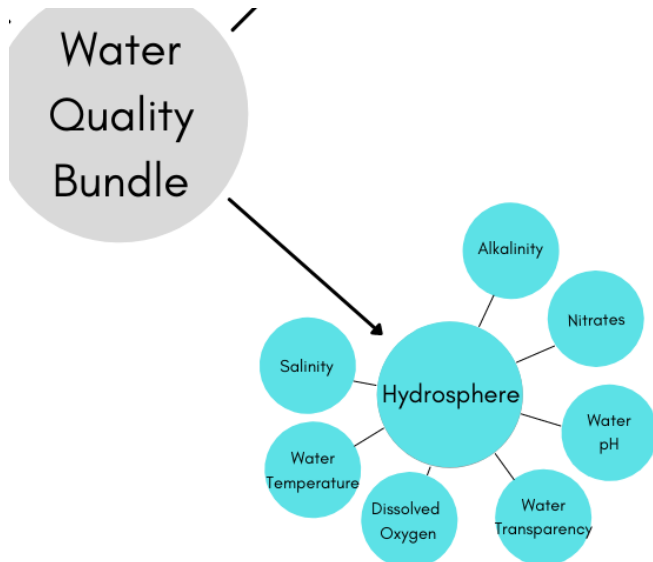 Water
Quality
Bundle
Alkalinity
Nitrates
Salinity
Hydrosphere
Water
pH
Water
Temperature
Dissolved
Oxygen
Water
Transparency